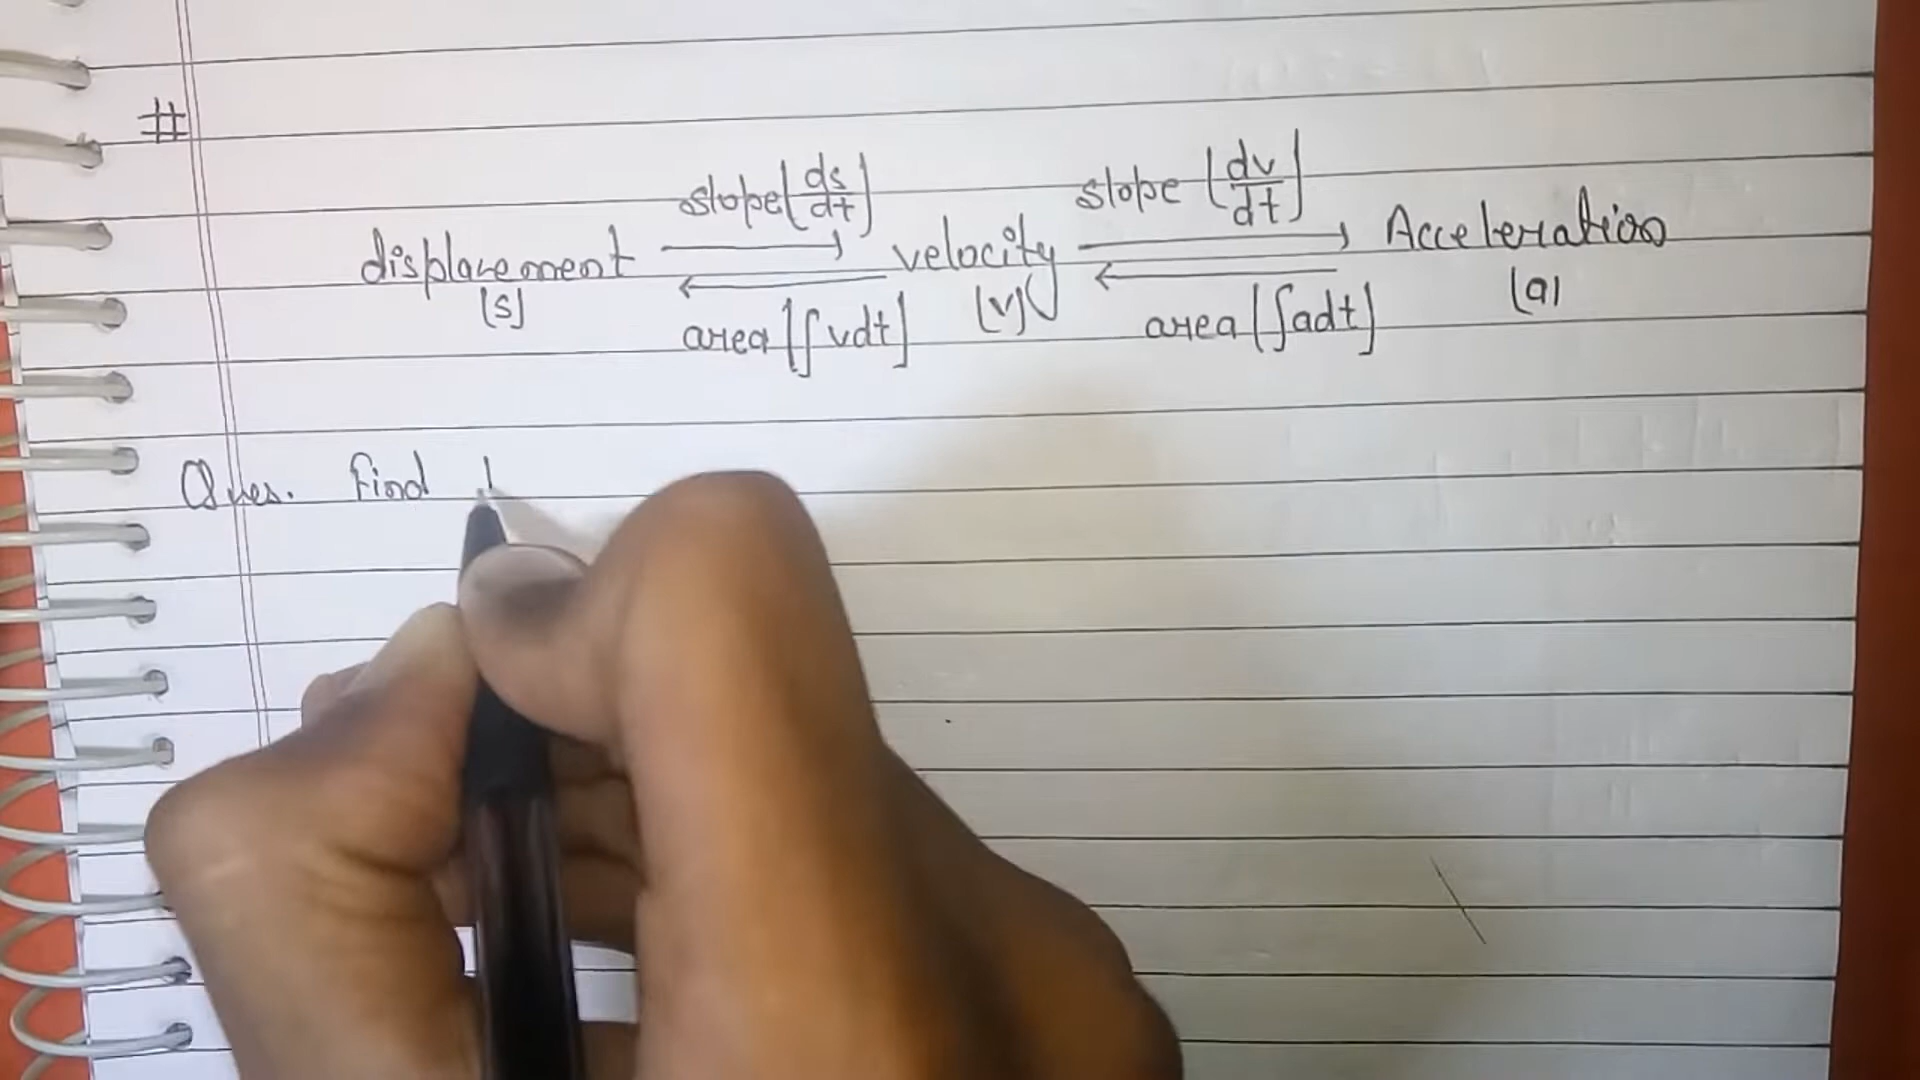 #
slope(ds/dt) slope (dv/dt)
displacement velocity Acceleration
(s) (v) (a)
area (∫vdt) area (∫adt)
Ques. Find